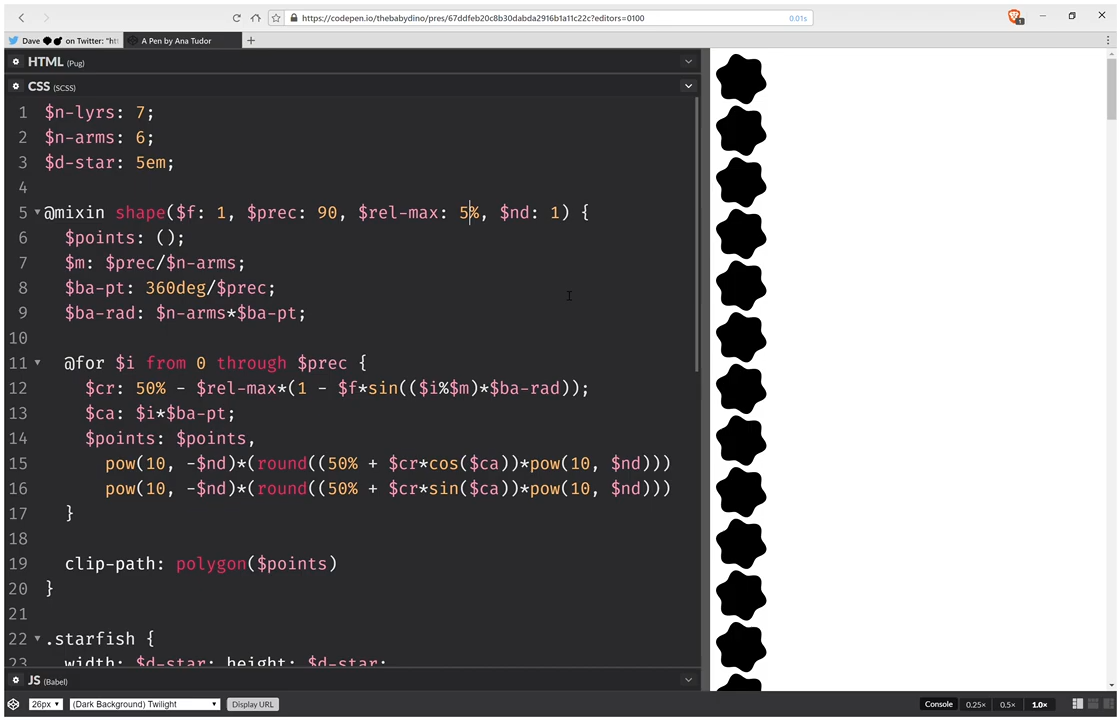 https://codepen.io/thebabydino/pres/67ddfeb20c8b30dabda2916b1a11c22c?editors=0100
0.01s
1
Dave on Twitter: "ht
A Pen by Ana Tudor
HTML (Pug)
CSS (SCSS)
1 $n-lyrs: 7;
2 $n-arms: 6;
3 $d-star: 5em;
4
5 @mixin shape($f: 1, $prec: 90, $rel-max: 5%, $nd: 1) {
6 $points: ();
7 $m: $prec/$n-arms;
8 $ba-pt: 360deg/$prec;
9 $ba-rad: $n-arms*$ba-pt;
10
11 @for $i from 0 through $prec {
12 $cr: 50% - $rel-max*(1 - $f*sin(($i%$m)*$ba-rad));
13 $ca: $i*$ba-pt;
14 $points: $points,
15 pow(10, -$nd)*(round((50% + $cr*cos($ca))*pow(10, $nd)))
16 pow(10, -$nd)*(round((50% + $cr*sin($ca))*pow(10, $nd)))
17 }
18
19 clip-path: polygon($points)
20 }
21
22 .starfish {
23 width: $d-star; height: $d-star;
JS (Babel)
26px
(Dark Background) Twilight
Display URL
Console
0.25×
0.5×
1.0×